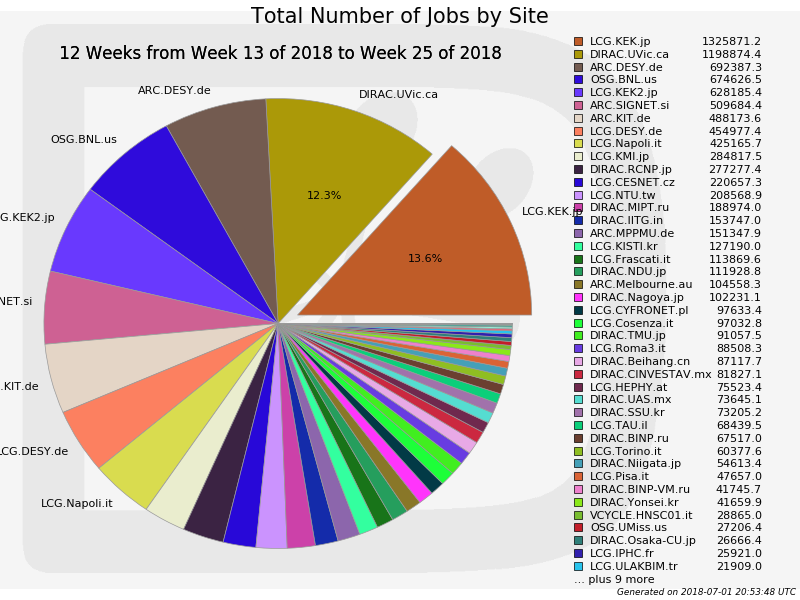 Total Number of Jobs by Site
12 Weeks from Week 13 of 2018 to Week 25 of 2018
ARC.DESY.de
DIRAC.UVic.ca
OSG.BNL.us
G.KEK2.jp
NET.si
.KIT.de
LCG.DESY.de
LCG.Napoli.it
LCG.KEK.jp
12.3%
13.6%
LCG.KEK.jp 1325871.2
DIRAC.UVic.ca 1198874.4
ARC.DESY.de 692387.3
OSG.BNL.us 674626.5
LCG.KEK2.jp 628185.4
ARC.SIGNET.si 509684.4
ARC.KIT.de 488173.6
LCG.DESY.de 454977.4
LCG.Napoli.it 425165.7
LCG.KMI.jp 284817.5
DIRAC.RCNP.jp 277277.4
LCG.CESNET.cz 220657.3
LCG.NTU.tw 208568.9
DIRAC.MIPT.ru 188974.0
DIRAC.IITG.in 153747.0
ARC.MPPMU.de 151347.9
LCG.KISTI.kr 127190.0
LCG.Frascati.it 113869.6
DIRAC.NDU.jp 111928.8
ARC.Melbourne.au 104558.3
DIRAC.Nagoya.jp 102231.1
LCG.CYFRONET.pl 97633.4
LCG.Cosenza.it 97032.8
DIRAC.TMU.jp 91057.5
LCG.Roma3.it 88508.3
DIRAC.Beihang.cn 87117.7
DIRAC.CINVESTAV.mx 81827.1
LCG.HEPHY.at 75523.4
DIRAC.UAS.mx 73645.1
DIRAC.SSU.kr 73205.2
LCG.TAU.il 68439.5
DIRAC.BINP.ru 67517.0
LCG.Torino.it 60377.6
DIRAC.Niigata.jp 54613.4
LCG.Pisa.it 47657.0
DIRAC.BINP-VM.ru 41745.7
DIRAC.Yonsei.kr 41659.9
VCYCLE.HNSC01.it 28865.0
OSG.UMiss.us 27206.4
DIRAC.Osaka-CU.jp 26666.4
LCG.IPHC.fr 25921.0
LCG.ULAKBIM.tr 21909.0
... plus 9 more
Generated on 2018-07-01 20:53:48 UTC